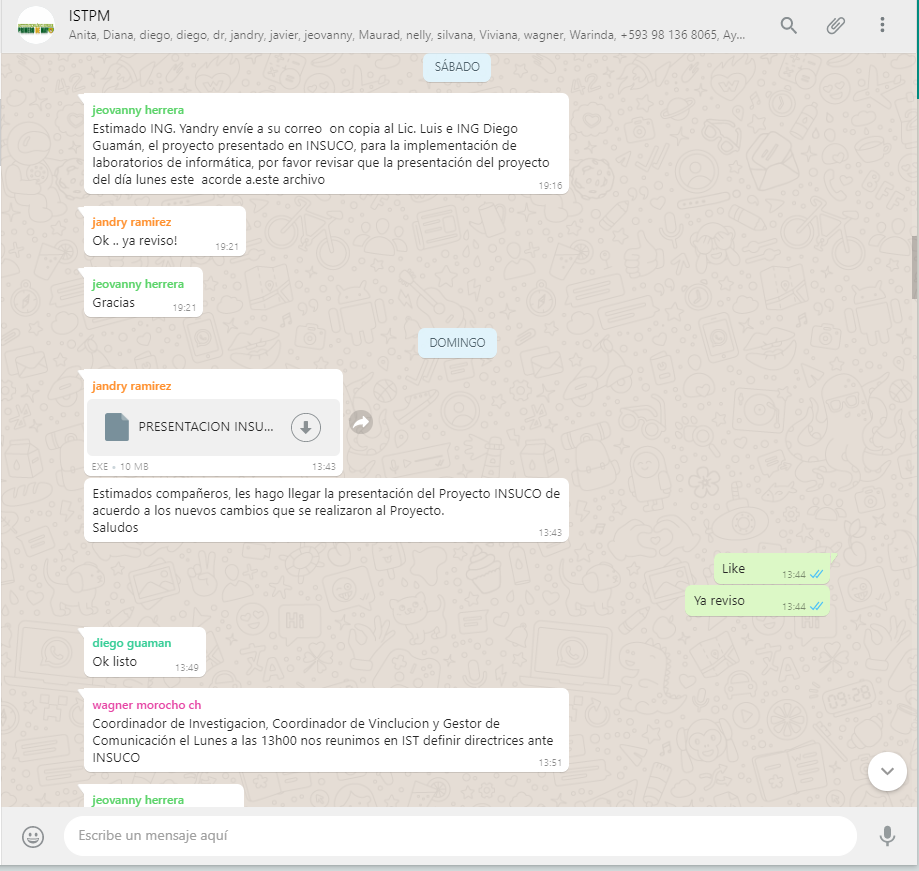 ISTPM
Anita, Diana, diego, diego, dr, jandry, javier, jeovanny, Maurad, nelly, silvana, Viviana, wagner, Warinda, +593 98 136 8065, Ay...
SÁBADO
jeovanny herrera
Estimado ING. Yandry envíe a su correo on copia al Lic. Luis e ING Diego
Guamán, el proyecto presentado en INSUCO, para la implementación de
laboratorios de informática, por favor revisar que la presentación del proyecto
del día lunes este acorde a.este archivo
19:16
jandry ramirez
Ok .. ya reviso!
19:21
jeovanny herrera
Gracias
19:21
DOMINGO
jandry ramirez
PRESENTACION INSU...
EXE • 10 MB
13:43
Estimados compañeros, les hago llegar la presentación del Proyecto INSUCO de
acuerdo a los nuevos cambios que se realizaron al Proyecto.
Saludos
13:43
Like
13:44
Ya reviso
13:44
diego guaman
Ok listo
13:49
wagner morocho ch
Coordinador de Investigacion, Coordinador de Vinclucion y Gestor de
Comunicación el Lunes a las 13h00 nos reunimos en IST definir directrices ante
INSUCO
13:51
jeovanny herrera
Escribe un mensaje aquí